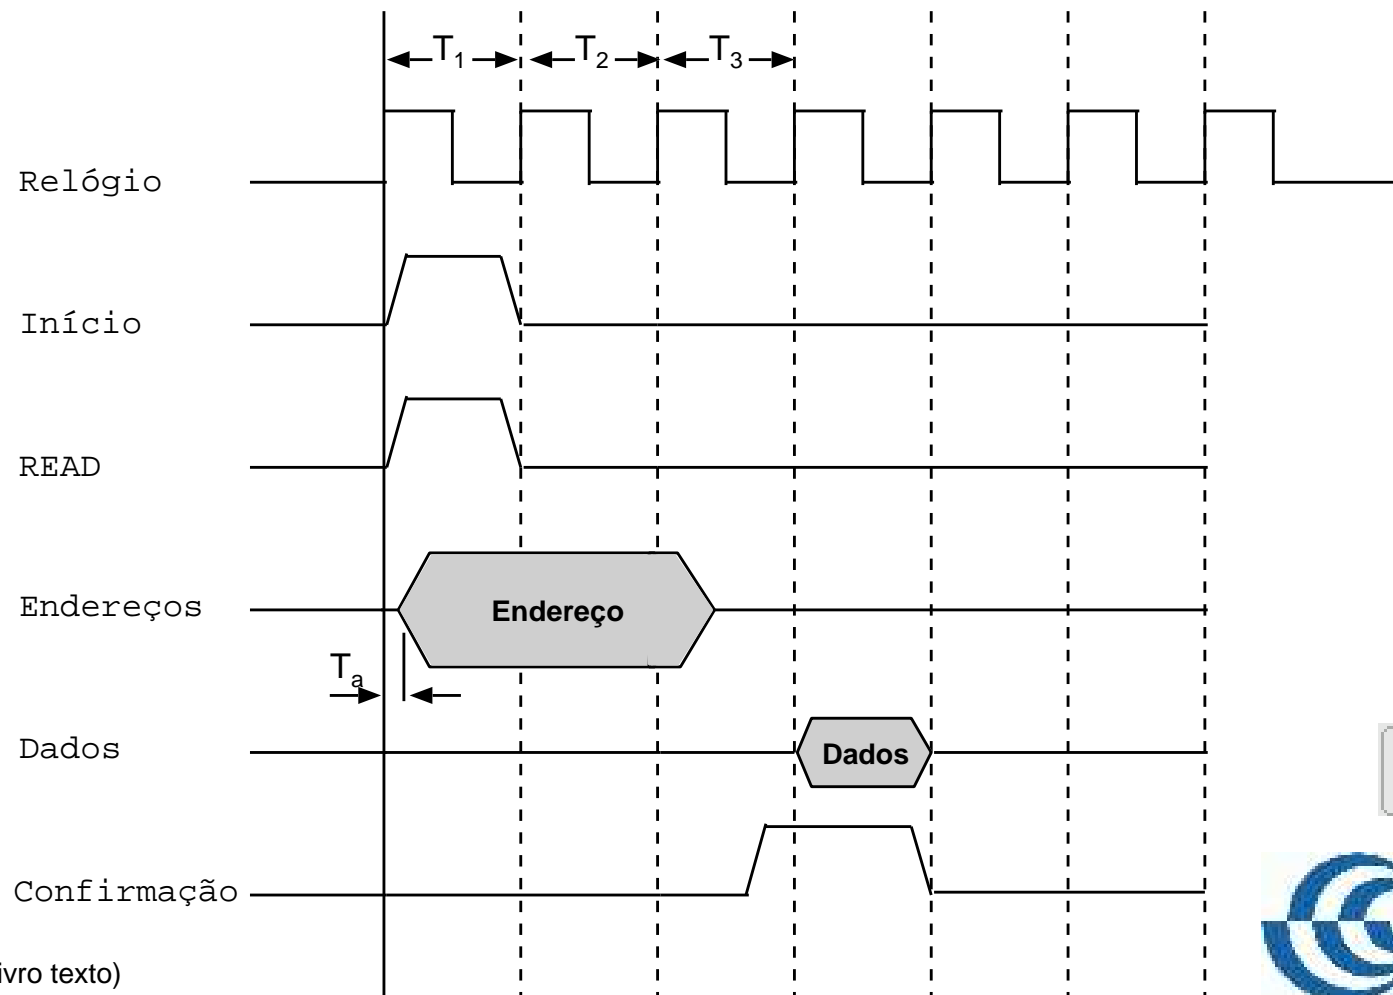 T1 T2 T3
Relógio
Início
READ
Endereços
Endereço
Ta
Dados
Dados
Confirmação
ivro texto)